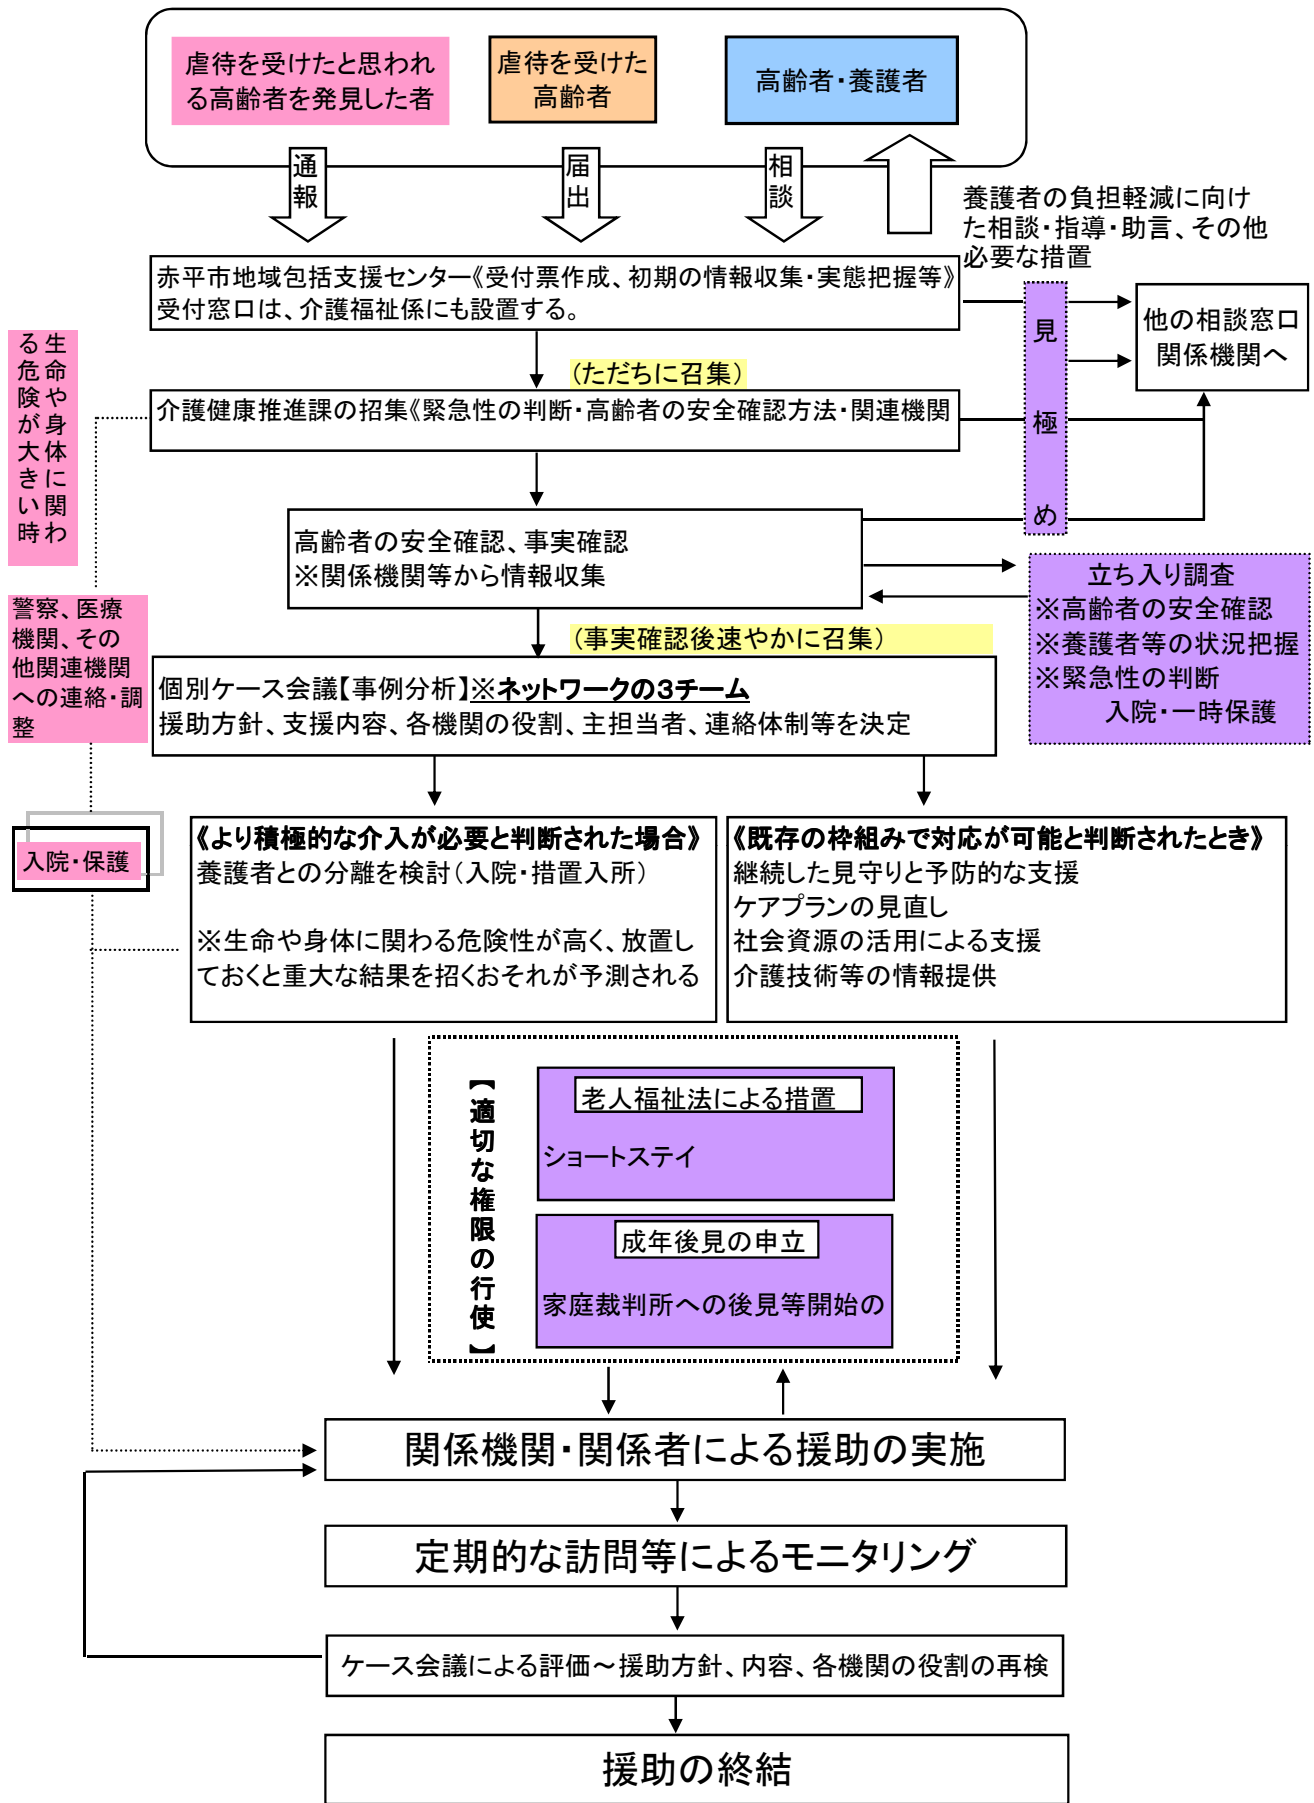 虐待を受けたと思われ
る高齢者を発見した者
虐待を受けた
高齢者
高齢者・養護者
通報
届出
相談
養護者の負担軽減に向け
た相談・指導・助言、その他
必要な措置
赤平市地域包括支援センター《受付票作成、初期の情報収集・実態把握等》
受付窓口は、介護福祉係にも設置する。
見極め
他の相談窓口
関係機関へ
生命や身体に関わ
る危険が大きい時
(ただちに召集)
介護健康推進課の招集《緊急性の判断・高齢者の安全確認方法・関連機関
高齢者の安全確認、事実確認
※関係機関等から情報収集
立ち入り調査
※高齢者の安全確認
※養護者等の状況把握
※緊急性の判断
入院・一時保護
警察、医療
機関、その
他関連機関
への連絡・調
整
(事実確認後速やかに召集)
個別ケース会議【事例分析】※ネットワークの3チーム
援助方針、支援内容、各機関の役割、主担当者、連絡体制等を決定
入院・保護
《より積極的な介入が必要と判断された場合》
養護者との分離を検討(入院・措置入所)
※生命や身体に関わる危険性が高く、放置し
ておくと重大な結果を招くおそれが予測される
《既存の枠組みで対応が可能と判断されたとき》
継続した見守りと予防的な支援
ケアプランの見直し
社会資源の活用による支援
介護技術等の情報提供
【適切な権限の行使】
老人福祉法による措置
ショートステイ
成年後見の申立
家庭裁判所への後見等開始の
関係機関・関係者による援助の実施
定期的な訪問等によるモニタリング
ケース会議による評価~援助方針、内容、各機関の役割の再検
援助の終結